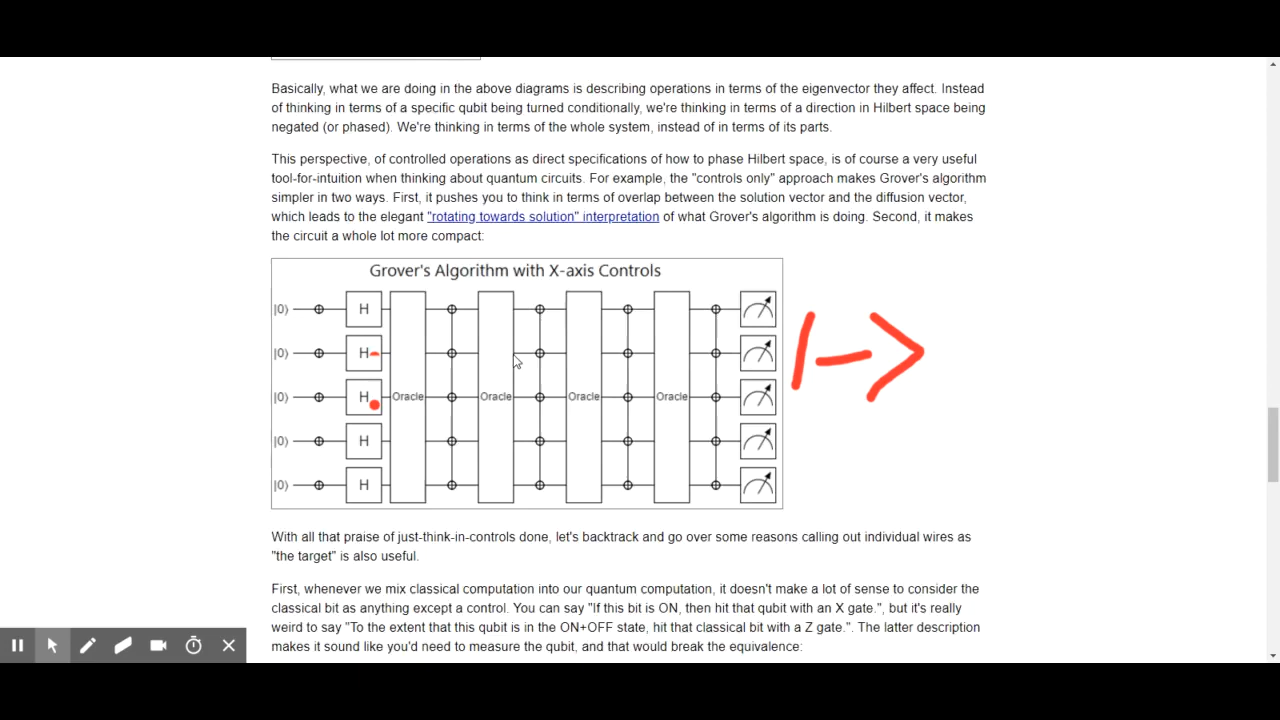 Basically, what we are doing in the above diagrams is describing operations in terms of the eigenvector they affect. Instead
of thinking in terms of a specific qubit being turned conditionally, we're thinking in terms of a direction in Hilbert space being
negated (or phased). We're thinking in terms of the whole system, instead of in terms of its parts.
This perspective, of controlled operations as direct specifications of how to phase Hilbert space, is of course a very useful
tool-for-intuition when thinking about quantum circuits. For example, the "controls only" approach makes Grover's algorithm
simpler in two ways. First, it pushes you to think in terms of overlap between the solution vector and the diffusion vector,
which leads to the elegant "rotating towards solution" interpretation of what Grover's algorithm is doing. Second, it makes
the circuit a whole lot more compact:
Grover's Algorithm with X-axis Controls
|0⟩ H
|0⟩ H
|0⟩ H Oracle Oracle Oracle Oracle
|0⟩ H
|0⟩ H
|->
With all that praise of just-think-in-controls done, let's backtrack and go over some reasons calling out individual wires as
"the target" is also useful.
First, whenever we mix classical computation into our quantum computation, it doesn't make a lot of sense to consider the
classical bit as anything except a control. You can say "If this bit is ON, then hit that qubit with an X gate.", but it's really
weird to say "To the extent that this qubit is in the ON+OFF state, hit that classical bit with a Z gate.". The latter description
makes it sound like you'd need to measure the qubit, and that would break the equivalence: